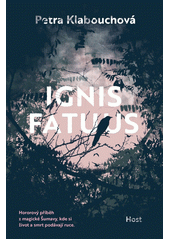 Petra Klabouchová
IGNIS
FATUUS
Hororový příběh
z magické Šumavy, kde si
život a smrt podávají ruce.
Host